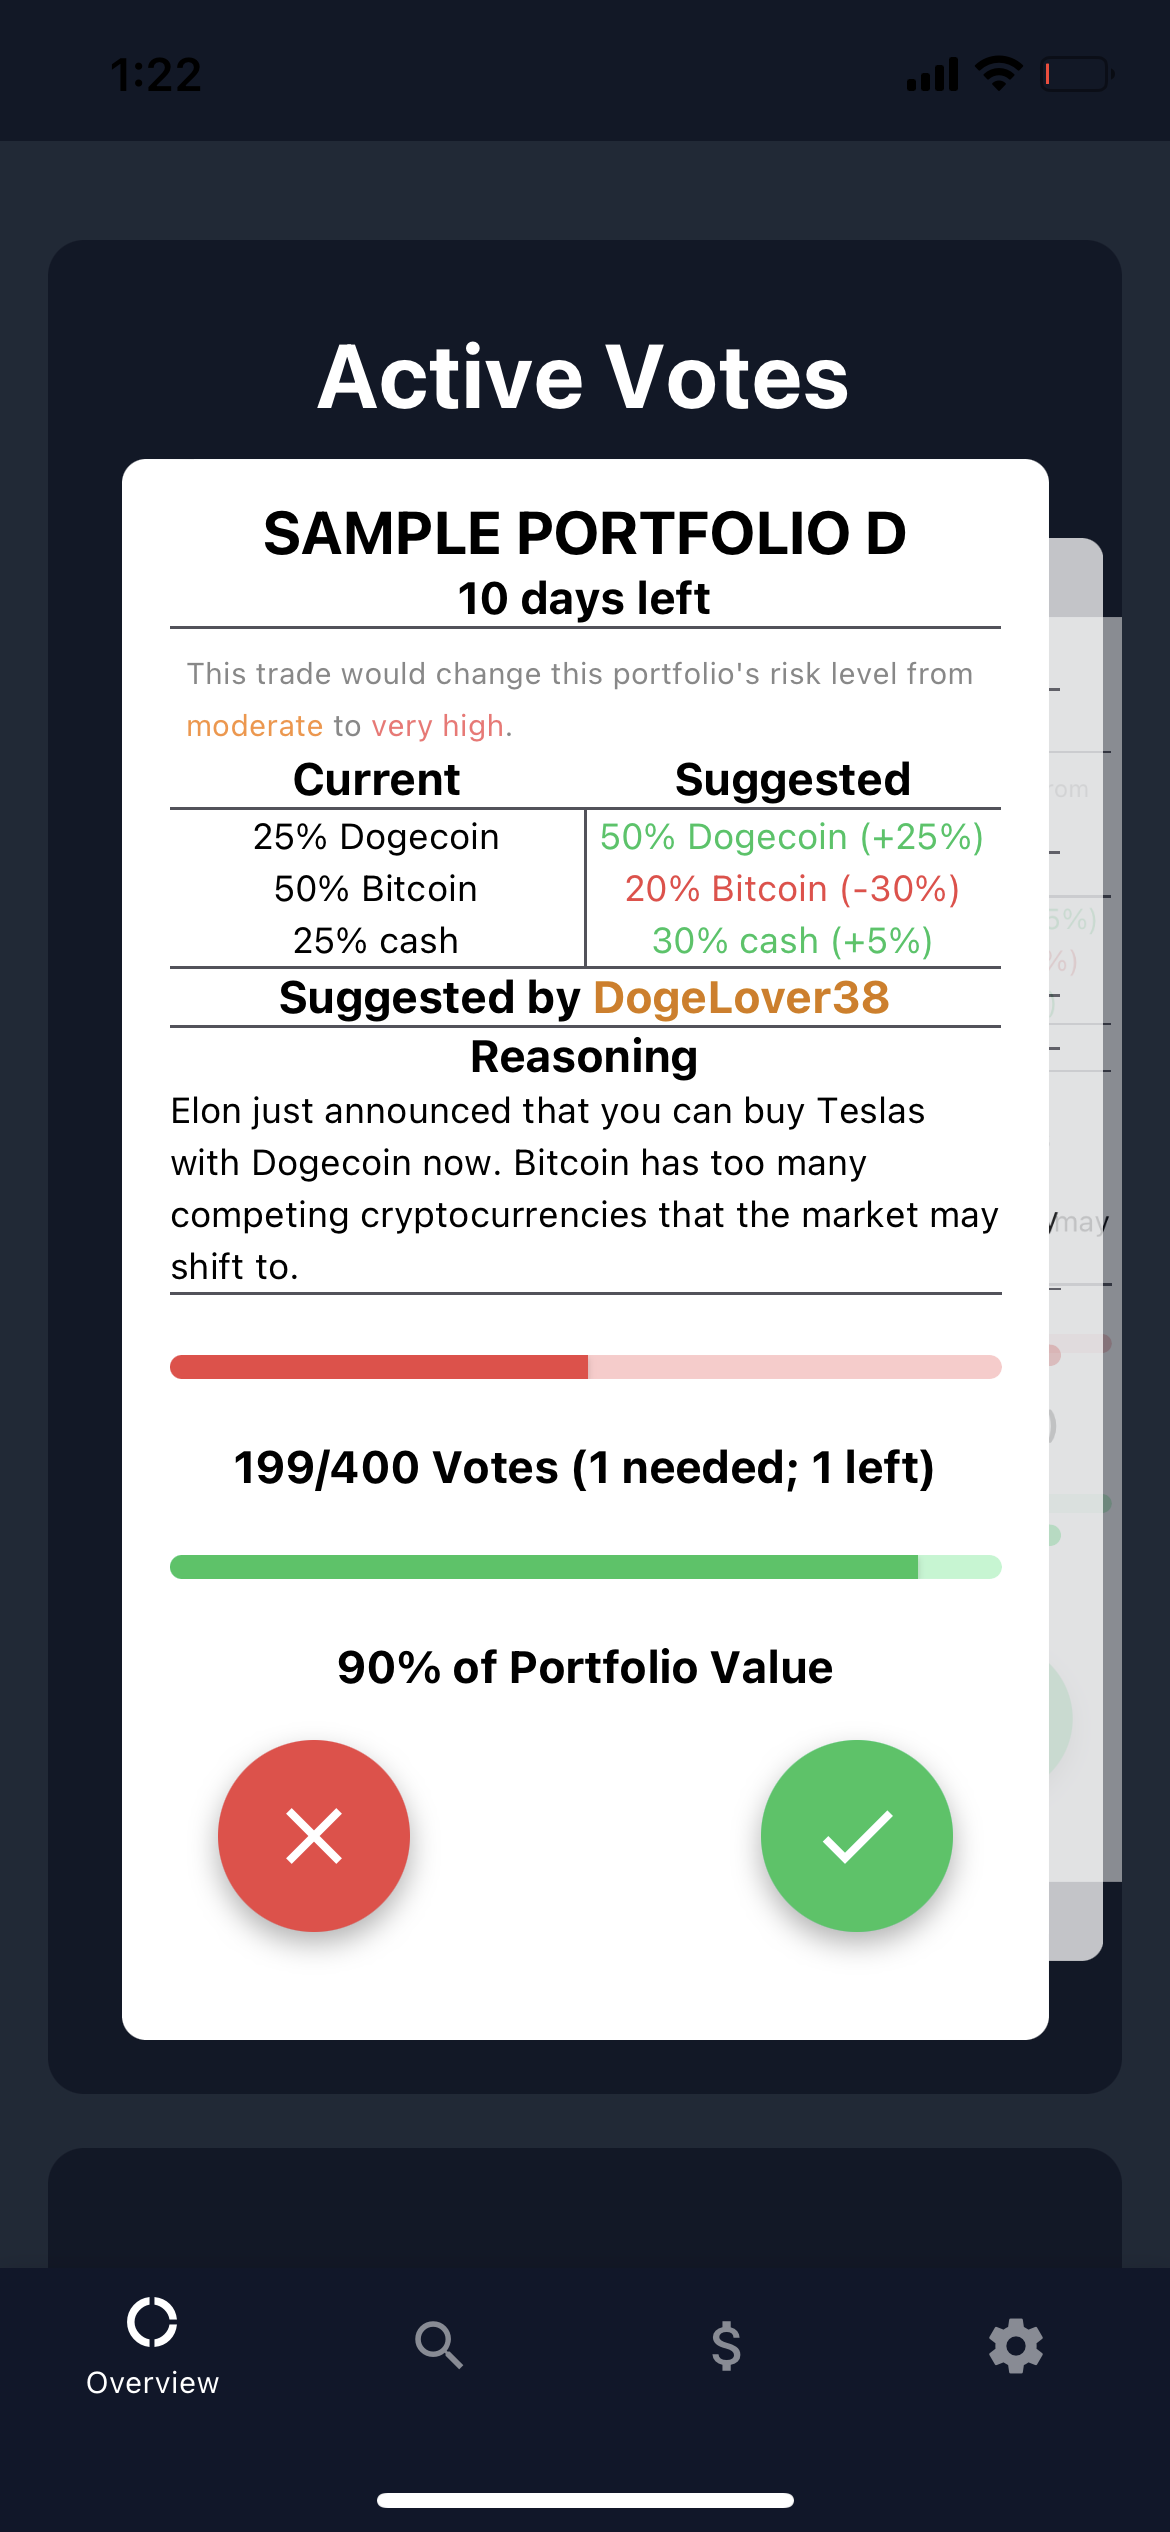 1:22
Active Votes
SAMPLE PORTFOLIO D
10 days left
This trade would change this portfolio's risk level from
moderate to very high.
Current Suggested
25% Dogecoin 50% Dogecoin (+25%)
50% Bitcoin 20% Bitcoin (-30%)
25% cash 30% cash (+5%)
Suggested by DogeLover38
Reasoning
Elon just announced that you can buy Teslas
with Dogecoin now. Bitcoin has too many
competing cryptocurrencies that the market may
shift to.
199/400 Votes (1 needed; 1 left)
90% of Portfolio Value
may
Overview